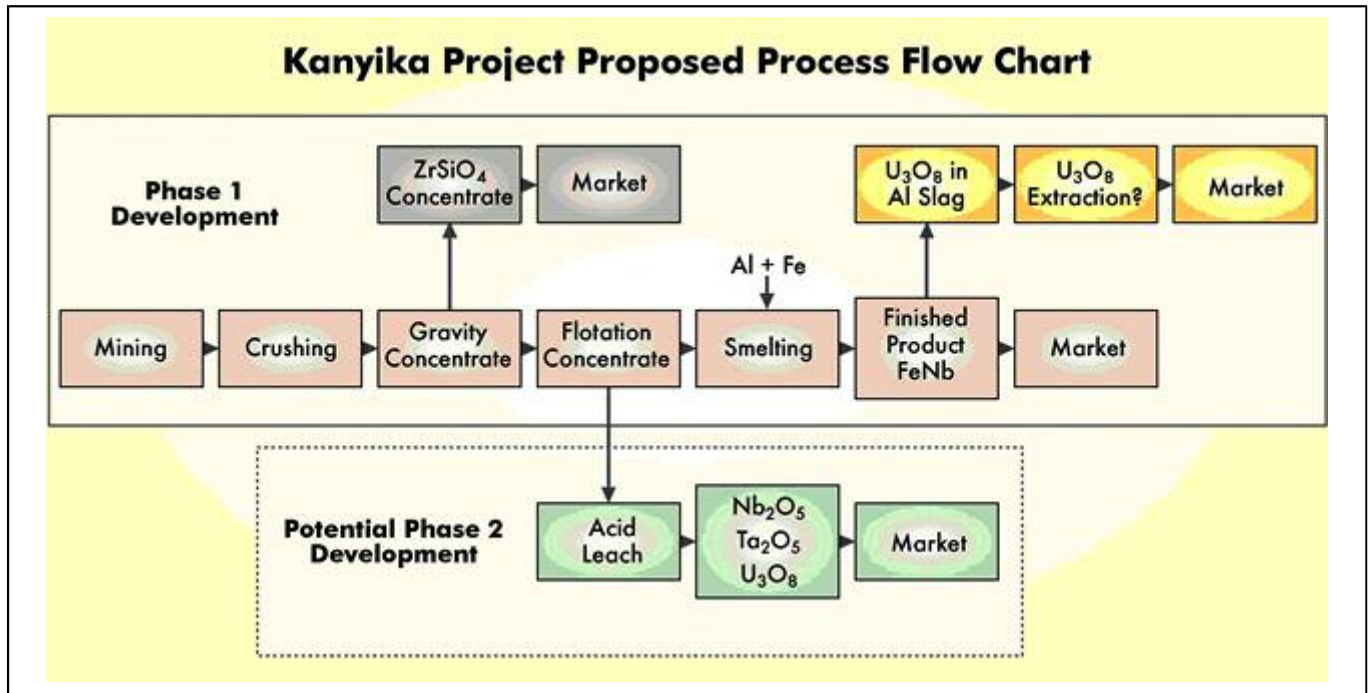 Kanyika Project Proposed Process Flow Chart
Phase 1
Development
ZrSiO₄
Concentrate
Market
U₃O₈ in
Al Slag
U₃O₈
Extraction?
Market
Al + Fe
Mining
Crushing
Gravity
Concentrate
Flotation
Concentrate
Smelting
Finished
Product
FeNb
Market
Potential Phase 2
Development
Acid
Leach
Nb₂O₅
Ta₂O₅
U₃O₈
Market